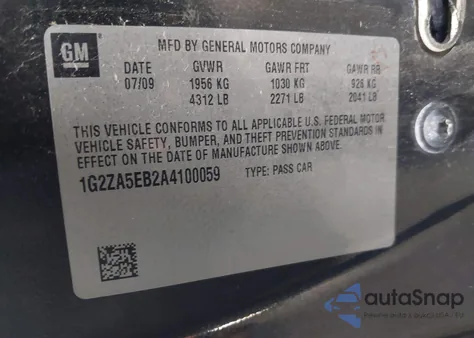 GM
MFD BY GENERAL MOTORS COMPANY
DATE GVWR GAWR FRT GAWR RR
07/09 1956 KG 1030 KG 926 KG
4312 LB 2271 LB 2041 LB
THIS VEHICLE CONFORMS TO ALL APPLICABLE U.S. FEDERAL MOTOR
VEHICLE SAFETY, BUMPER, AND THEFT PREVENTION STANDARDS IN
EFFECT ON THE DATE OF MANUFACTURE SHOWN ABOVE.
1G2ZA5EB2A4100059 TYPE: PASS CAR
autoSnap